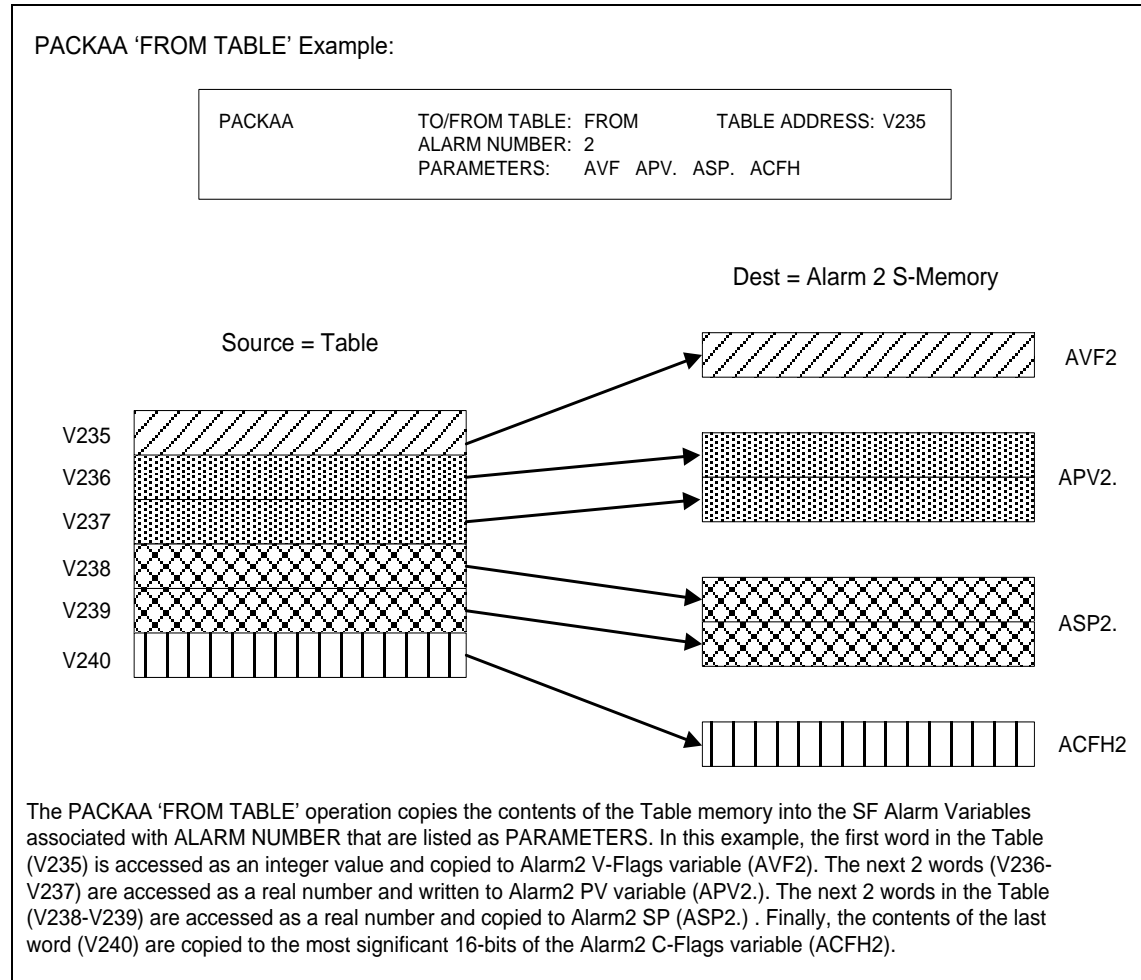 PACKAA ‘FROM TABLE’ Example:
PACKAA TO/FROM TABLE: FROM TABLE ADDRESS: V235
ALARM NUMBER: 2
PARAMETERS: AVF APV. ASP. ACFH
Dest = Alarm 2 S-Memory
Source = Table
AVF2
V235
V236
APV2.
V237
V238
V239
ASP2.
V240
ACFH2
The PACKAA ‘FROM TABLE’ operation copies the contents of the Table memory into the SF Alarm Variables
associated with ALARM NUMBER that are listed as PARAMETERS. In this example, the first word in the Table
(V235) is accessed as an integer value and copied to Alarm2 V-Flags variable (AVF2). The next 2 words (V236-
V237) are accessed as a real number and written to Alarm2 PV variable (APV2.). The next 2 words in the Table
(V238-V239) are accessed as a real number and copied to Alarm2 SP (ASP2.) . Finally, the contents of the last
word (V240) are copied to the most significant 16-bits of the Alarm2 C-Flags variable (ACFH2).